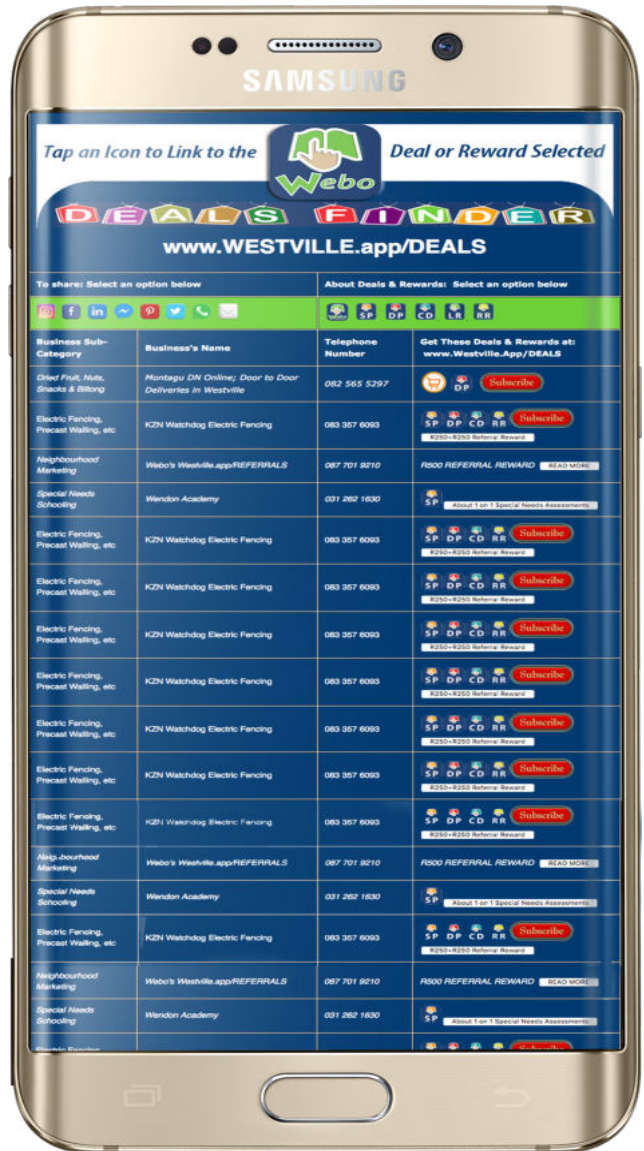 SAMSUNG
Tap an Icon to Link to the Webo Deal or Reward Selected
DEALS FINDER
www.WESTVILLE.app/DEALS
To share: Select an option below About Deals & Rewards: Select an option below
Webo SP DP CD LR RR
Business Sub-Category Business's Name Telephone Number Get These Deals & Rewards at: www.Westville.App/DEALS
Dried Fruit, Nuts, Snacks & Biltong Montagu DN Online; Door to Door Deliveries in Westville 082 565 5297 DP Subscribe
Electric Fencing, Precast Walling, etc KZN Watchdog Electric Fencing 083 357 6093 SP DP CD RR Subscribe R250+R250 Referral Reward
Neighbourhood Marketing Webo's Westville.app/REFERRALS 087 701 9210 R500 REFERRAL REWARD READ MORE
Special Needs Schooling Wendon Academy 031 262 1630 SP About 1 on 1 Special Needs Assessments
Electric Fencing, Precast Walling, etc KZN Watchdog Electric Fencing 083 357 6093 SP DP CD RR Subscribe R250+R250 Referral Reward
Electric Fencing, Precast Walling, etc KZN Watchdog Electric Fencing 083 357 6093 SP DP CD RR Subscribe R250+R250 Referral Reward
Electric Fencing, Precast Walling, etc KZN Watchdog Electric Fencing 083 357 6093 SP DP CD RR Subscribe R250+R250 Referral Reward
Electric Fencing, Precast Walling, etc KZN Watchdog Electric Fencing 083 357 6093 SP DP CD RR Subscribe R250+R250 Referral Reward
Electric Fencing, Precast Walling, etc KZN Watchdog Electric Fencing 083 357 6093 SP DP CD RR Subscribe R250+R250 Referral Reward
Electric Fencing, Precast Walling, etc KZN Watchdog Electric Fencing 083 357 6093 SP DP CD RR Subscribe R250+R250 Referral Reward
Electric Fencing, Precast Walling, etc KZN Watchdog Electric Fencing 083 357 6093 SP DP CD RR Subscribe R250+R250 Referral Reward
Neighbourhood Marketing Webo's Westville.app/REFERRALS 087 701 9210 R500 REFERRAL REWARD READ MORE
Special Needs Schooling Wendon Academy 031 262 1630 SP About 1 on 1 Special Needs Assessments
Electric Fencing, Precast Walling, etc KZN Watchdog Electric Fencing 083 357 6093 SP DP CD RR Subscribe R250+R250 Referral Reward
Neighbourhood Marketing Webo's Westville.app/REFERRALS 087 701 9210 R500 REFERRAL REWARD READ MORE
Special Needs Schooling Wendon Academy 031 262 1630 SP About 1 on 1 Special Needs Assessments